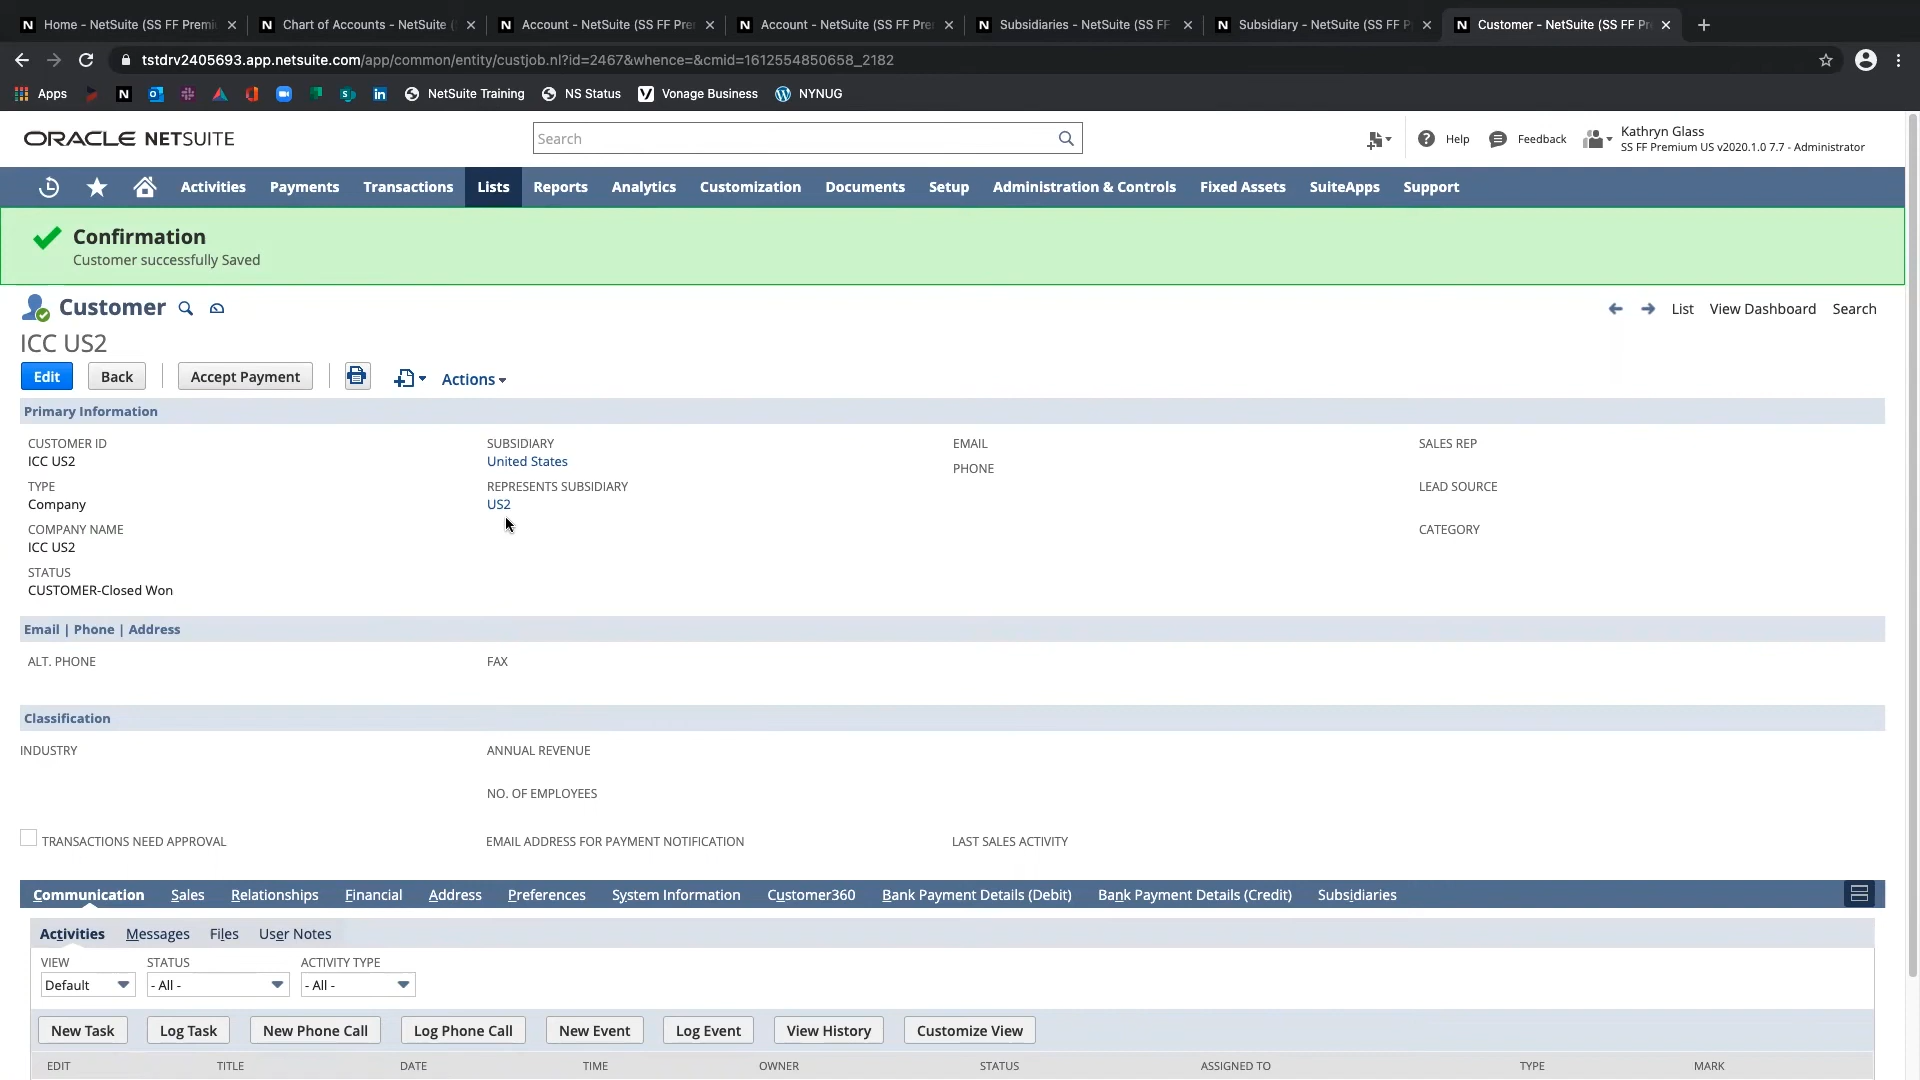 Home - NetSuite (SS FF Premi
Chart of Accounts - NetSuite (
Account - NetSuite (SS FF Pre
Account - NetSuite (SS FF Pre
Subsidiaries - NetSuite (SS FF
Subsidiary - NetSuite (SS FF P
Customer - NetSuite (SS FF Pr
tstdrv2405693.app.netsuite.com/app/common/entity/custjob.nl?id=2467&whence=&cmid=1612554850658_2182
Apps
NetSuite Training
NS Status
Vonage Business
NYNUG
ORACLE NETSUITE
Search
Help
Feedback
Kathryn Glass
SS FF Premium US v2020.1.0 7.7 - Administrator
Activities Payments Transactions Lists Reports Analytics Customization Documents Setup Administration & Controls Fixed Assets SuiteApps Support
Confirmation
Customer successfully Saved
Customer
List View Dashboard Search
ICC US2
Edit Back Accept Payment Actions
Primary Information
CUSTOMER ID
ICC US2
TYPE
Company
COMPANY NAME
ICC US2
STATUS
CUSTOMER-Closed Won
SUBSIDIARY
United States
REPRESENTS SUBSIDIARY
US2
EMAIL
PHONE
SALES REP
LEAD SOURCE
CATEGORY
Email | Phone | Address
ALT. PHONE
FAX
Classification
INDUSTRY
ANNUAL REVENUE
NO. OF EMPLOYEES
TRANSACTIONS NEED APPROVAL
EMAIL ADDRESS FOR PAYMENT NOTIFICATION
LAST SALES ACTIVITY
Communication Sales Relationships Financial Address Preferences System Information Customer360 Bank Payment Details (Debit) Bank Payment Details (Credit) Subsidiaries
Activities Messages Files User Notes
VIEW STATUS ACTIVITY TYPE
Default - All - - All -
New Task Log Task New Phone Call Log Phone Call New Event Log Event View History Customize View
EDIT TITLE DATE TIME OWNER STATUS ASSIGNED TO TYPE MARK